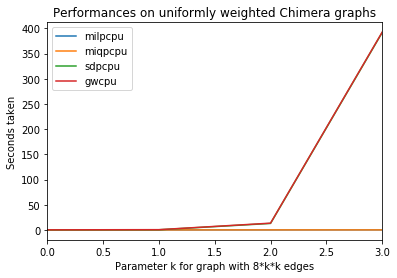 Performances on uniformly weighted Chimera graphs
milpcpu
miqpcpu
sdpcpu
gwcpu
Seconds taken
400
350
300
250
200
150
100
50
0
0.0 0.5 1.0 1.5 2.0 2.5 3.0
Parameter k for graph with 8*k*k edges